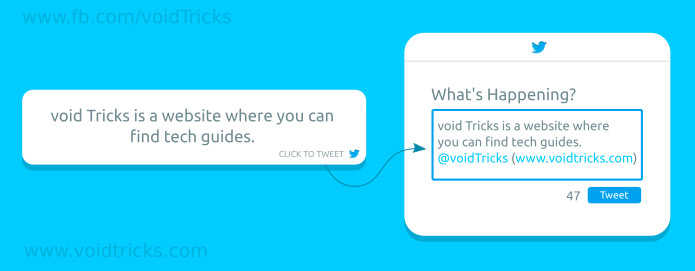 www.fb.com/voidTricks
void Tricks is a website where you can
find tech guides.
CLICK TO TWEET
What's Happening?
void Tricks is a website where
you can find tech guides.
@voidTricks (www.voidtricks.com)
47
Tweet
www.voidtricks.com